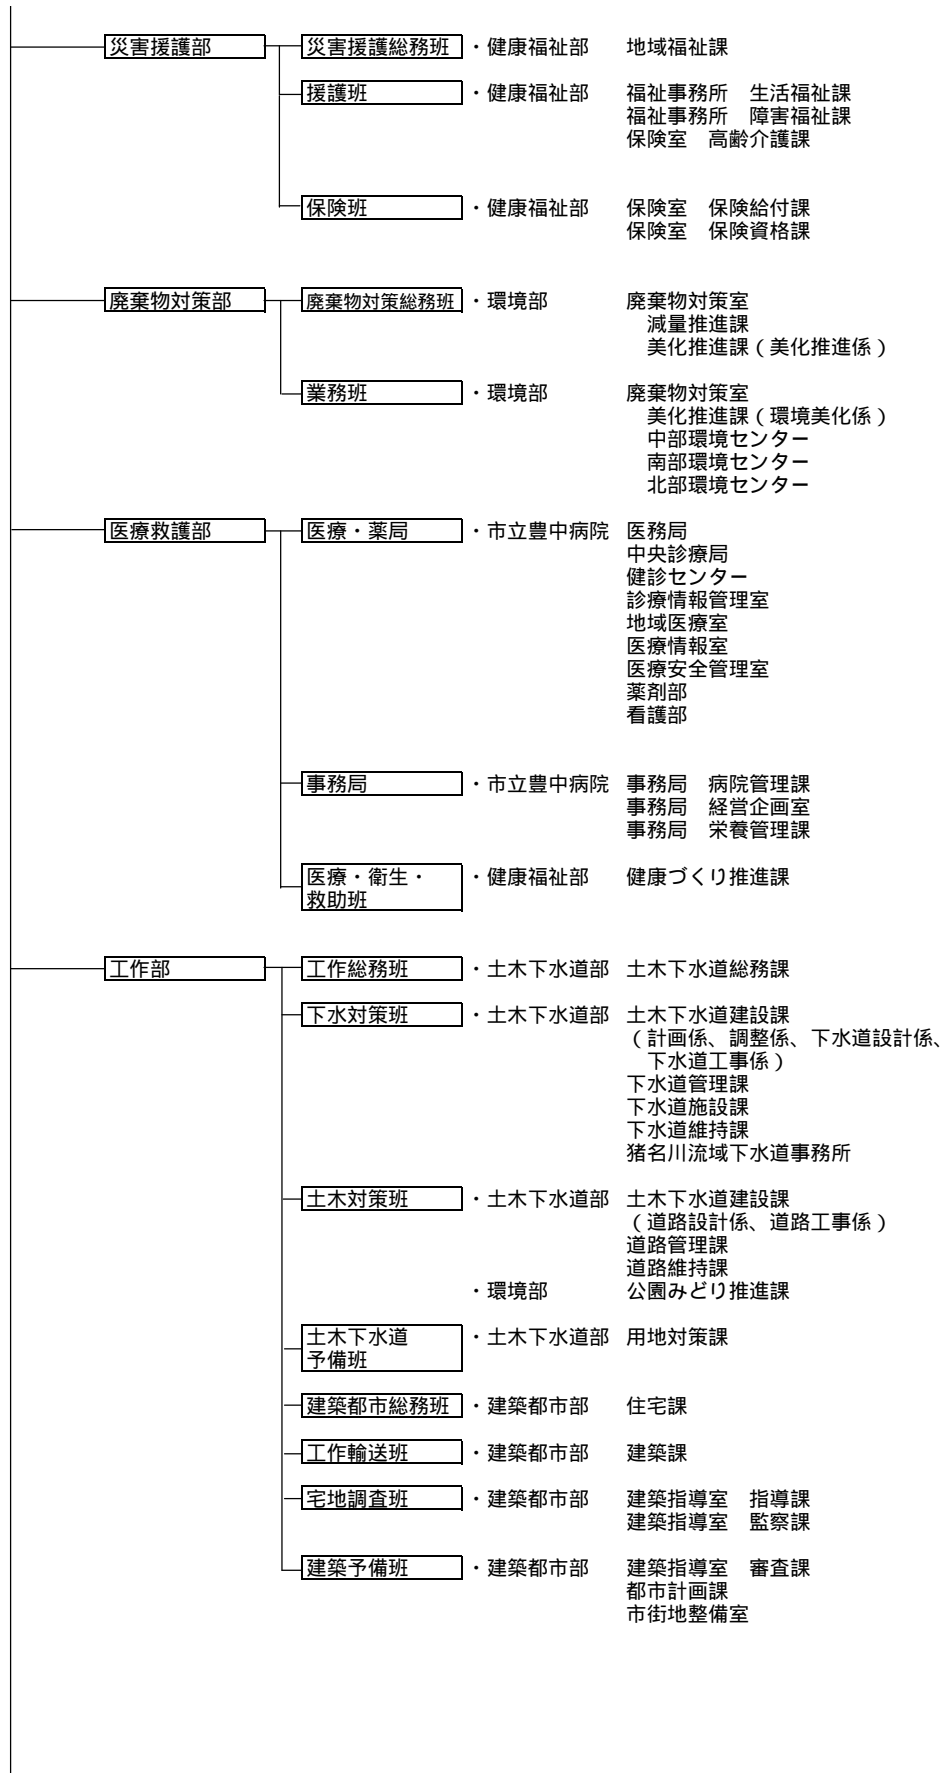 災害援護部 災害援護総務班 ・健康福祉部 地域福祉課
援護班 ・健康福祉部 福祉事務所 生活福祉課
福祉事務所 障害福祉課
保険室 高齢介護課
保険班 ・健康福祉部 保険室 保険給付課
保険室 保険資格課
廃棄物対策部 廃棄物対策総務班 ・環境部 廃棄物対策室
減量推進課
美化推進課(美化推進係)
業務班 ・環境部 廃棄物対策室
美化推進課(環境美化係)
中部環境センター
南部環境センター
北部環境センター
医療救護部 医療・薬局 ・市立豊中病院 医務局
中央診療局
健診センター
診療情報管理室
地域医療室
医療情報室
医療安全管理室
薬剤部
看護部
事務局 ・市立豊中病院 事務局 病院管理課
事務局 経営企画室
事務局 栄養管理課
医療・衛生・ ・健康福祉部 健康づくり推進課
救助班
工作部 工作総務班 ・土木下水道部 土木下水道総務課
下水対策班 ・土木下水道部 土木下水道建設課
(計画係、調整係、下水道設計係、
下水道工事係)
下水道管理課
下水道施設課
下水道維持課
猪名川流域下水道事務所
土木対策班 ・土木下水道部 土木下水道建設課
(道路設計係、道路工事係)
道路管理課
道路維持課
・環境部 公園みどり推進課
土木下水道 ・土木下水道部 用地対策課
予備班
建築都市総務班 ・建築都市部 住宅課
工作輸送班 ・建築都市部 建築課
宅地調査班 ・建築都市部 建築指導室 指導課
建築指導室 監察課
建築予備班 ・建築都市部 建築指導室 審査課
都市計画課
市街地整備室